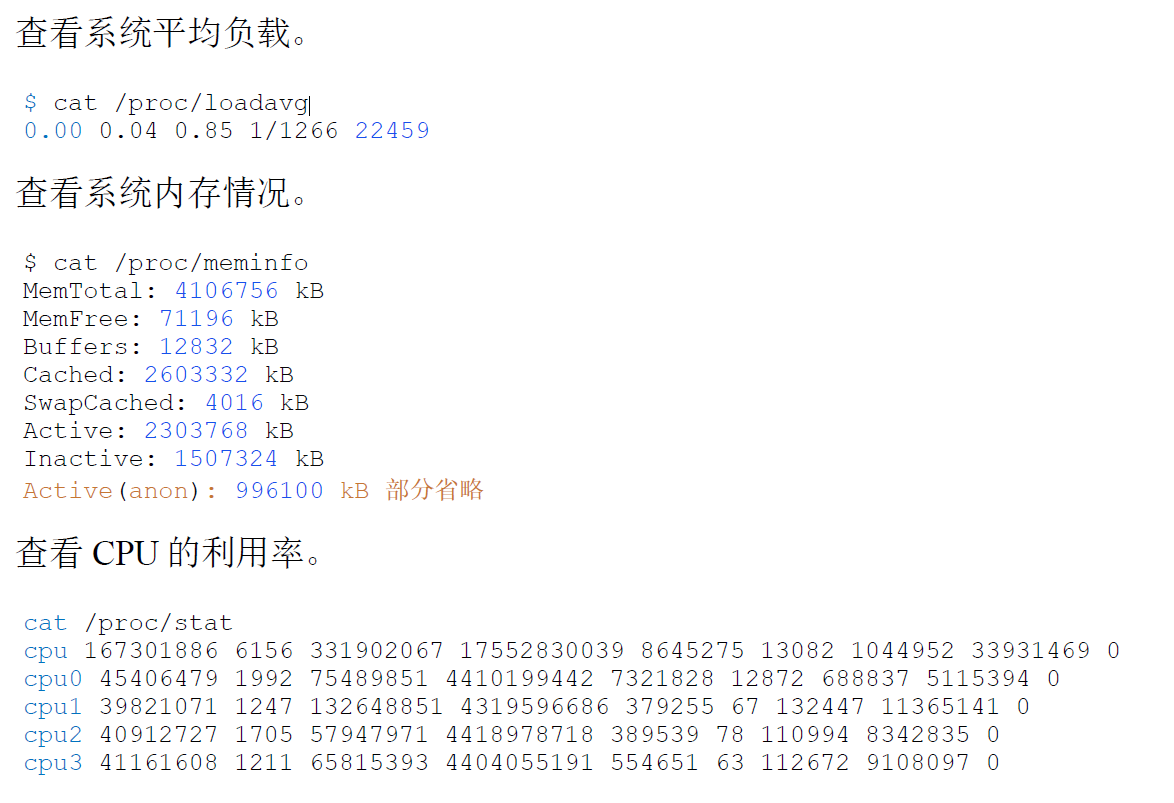 查看系统平均负载。
$ cat /proc/loadavg
0.00 0.04 0.85 1/1266 22459
查看系统内存情况。
$ cat /proc/meminfo
MemTotal: 4106756 kB
MemFree: 71196 kB
Buffers: 12832 kB
Cached: 2603332 kB
SwapCached: 4016 kB
Active: 2303768 kB
Inactive: 1507324 kB
Active(anon): 996100 kB 部分省略
查看 CPU 的利用率。
cat /proc/stat
cpu 167301886 6156 331902067 17552830039 8645275 13082 1044952 33931469 0
cpu0 45406479 1992 75489851 4410199442 7321828 12872 688837 5115394 0
cpu1 39821071 1247 132648851 4319596686 379255 67 132447 11365141 0
cpu2 40912727 1705 57947971 4418978718 389539 78 110994 8342835 0
cpu3 41161608 1211 65815393 4404055191 554651 63 112672 9108097 0